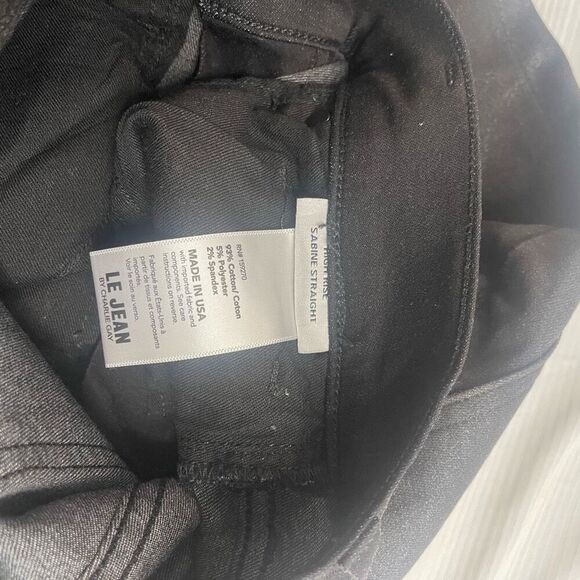 HIGH RISE
SABINE STRAIGHT
RN# 159270
93% Cotton/ Coton
5% Polyester
2% Spandex
MADE IN USA
with imported fabric and
components. See care
instructions on reverse.
Fabriqué aux États-Unis à
partir de tissus et composants
importés.
Voir le soin au verso.
LE JEAN
BY CHARLIE GAY